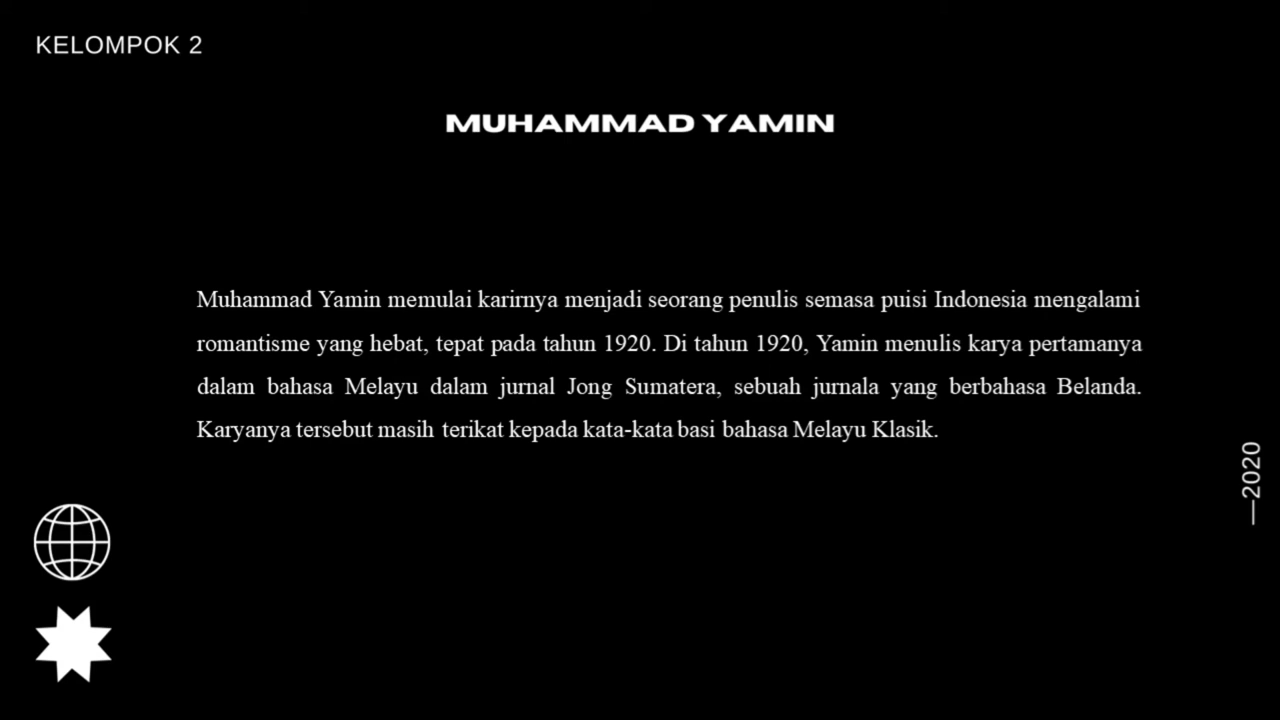 KELOMPOK 2
MUHAMMAD YAMIN
Muhammad Yamin memulai karirnya menjadi seorang penulis semasa puisi Indonesia mengalami
romantisme yang hebat, tepat pada tahun 1920. Di tahun 1920, Yamin menulis karya pertamanya
dalam bahasa Melayu dalam jurnal Jong Sumatera, sebuah jurnala yang berbahasa Belanda.
Karyanya tersebut masih terikat kepada kata-kata basi bahasa Melayu Klasik.
—2020